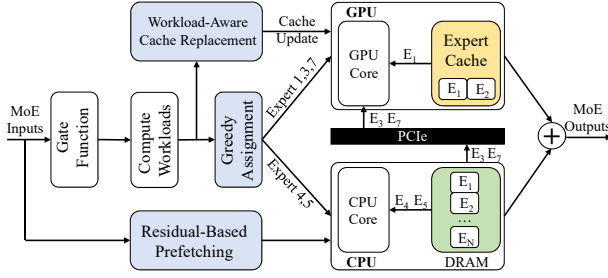 Workload-Aware
Cache Replacement
Cache
Update
GPU
GPU
Core
E1
Expert
Cache
E1 E2
MoE
Inputs
Gate
Function
Compute
Workloads
Greedy
Assignment
Expert 1,3,7
Expert 4,5
E3 E7
PCIe
E3 E7
MoE
Outputs
CPU
Core
E4 E5
E1
E2
...
EN
Residual-Based
Prefetching
CPU
DRAM